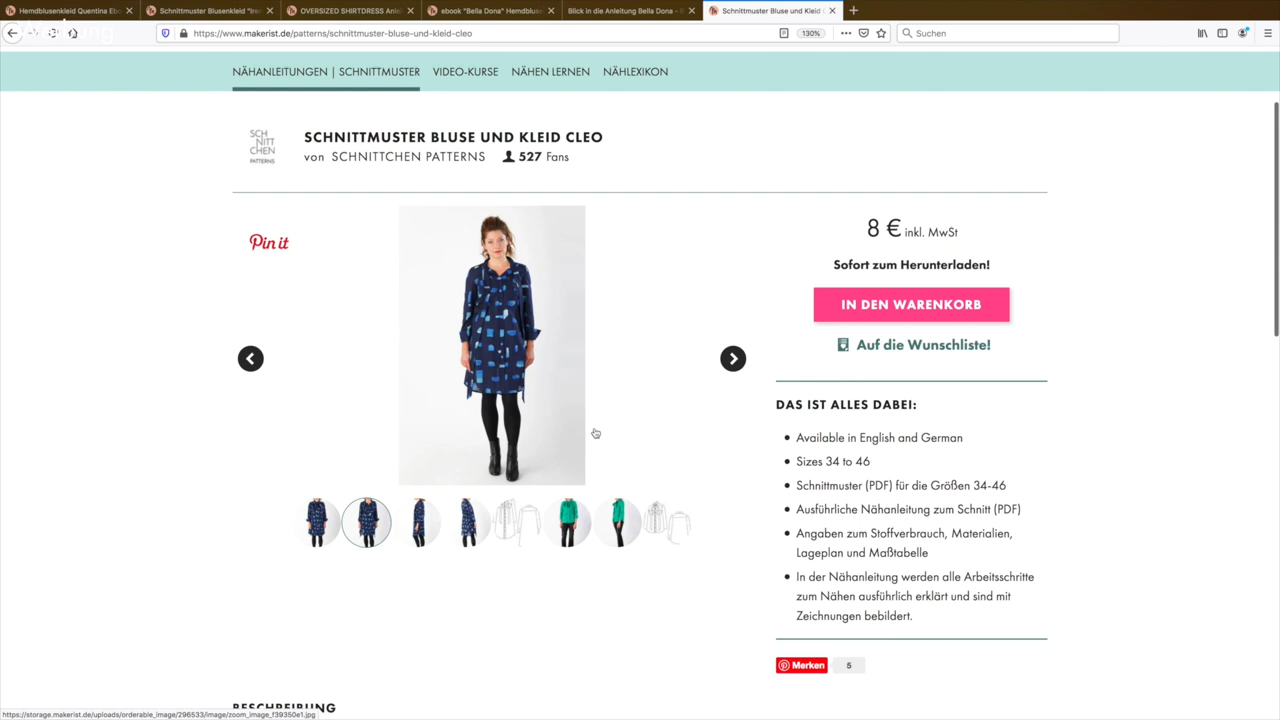 Hemdblusenkleid Quentina Ebo
Schnittmuster Blusenkleid "Ire
OVERSIZED SHIRTDRESS Anlei
ebook "Bella Dona" Hemdbluse
Blick in die Anleitung Bella Dona - B
Schnittmuster Bluse und Kleid C
https://www.makerist.de/patterns/schnittmuster-bluse-und-kleid-cleo
130%
Suchen
NÄHANLEITUNGEN | SCHNITTMUSTER
VIDEO-KURSE
NÄHEN LERNEN
NÄHLEXIKON
SCH
NITT
CHEN
PATTERNS
SCHNITTMUSTER BLUSE UND KLEID CLEO
von SCHNITTCHEN PATTERNS 527 Fans
Pin it
8 € inkl. MwSt
Sofort zum Herunterladen!
IN DEN WARENKORB
Auf die Wunschliste!
DAS IST ALLES DABEI:
Available in English and German
Sizes 34 to 46
Schnittmuster (PDF) für die Größen 34-46
Ausführliche Nähanleitung zum Schnitt (PDF)
Angaben zum Stoffverbrauch, Materialien,
Lageplan und Maßtabelle
In der Nähanleitung werden alle Arbeitsschritte
zum Nähen ausführlich erklärt und sind mit
Zeichnungen bebildert.
Merken 5
BESCHREIBUNG
https://storage.makerist.de/uploads/orderable_image/296533/image/zoom_image_f39350e1.jpg